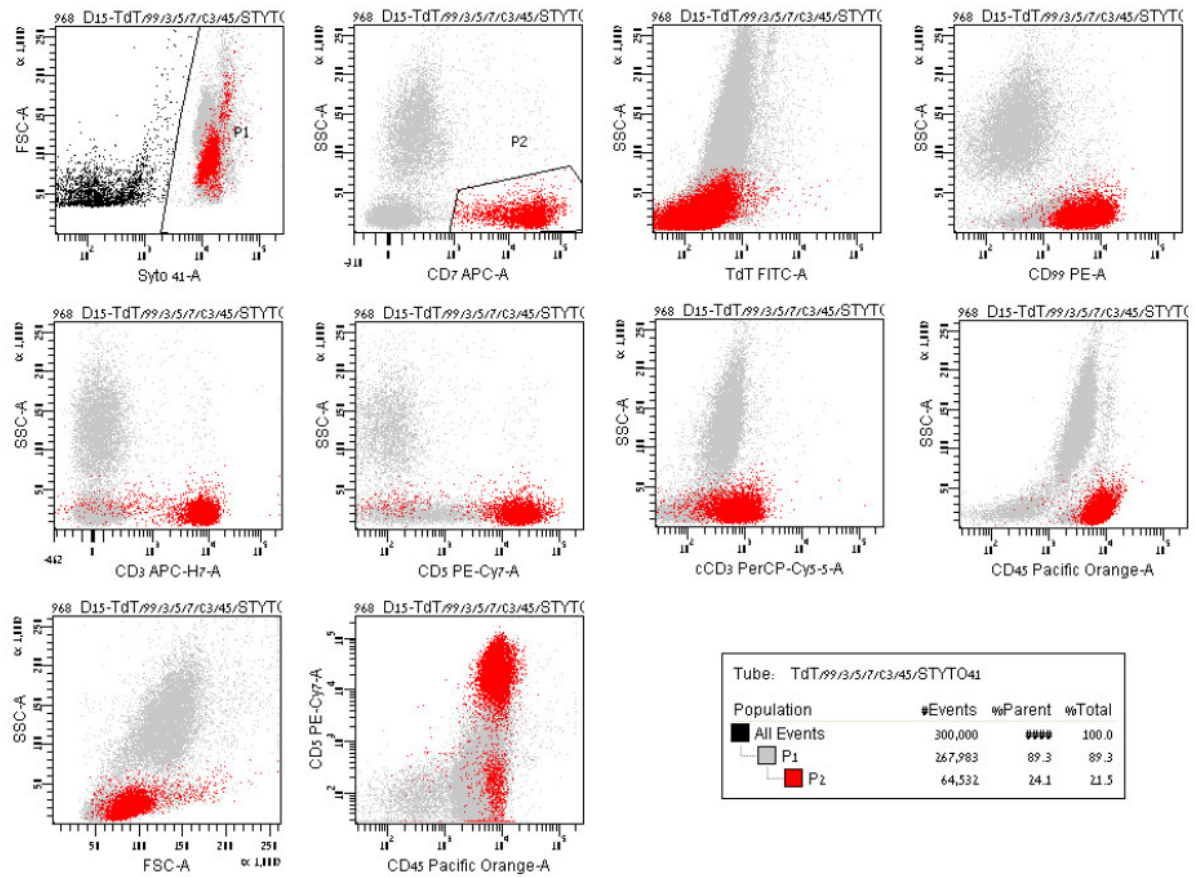 968 D15-TdT/99/3/5/7/C3/45/STYTO
FSC-A
P1
Syto 41-A
968 D15-TdT/99/3/5/7/C3/45/STYTO
SSC-A
P2
CD7 APC-A
968 D15-TdT/99/3/5/7/C3/45/STYTO
SSC-A
TdT FITC-A
968 D15-TdT/99/3/5/7/C3/45/STYTO
SSC-A
CD99 PE-A
968 D15-TdT/99/3/5/7/C3/45/STYTO
SSC-A
-462
CD3 APC-H7-A
968 D15-TdT/99/3/5/7/C3/45/STYTO
SSC-A
CD5 PE-Cy7-A
968 D15-TdT/99/3/5/7/C3/45/STYTO
SSC-A
cCD3 PerCP-Cy5-5-A
968 D15-TdT/99/3/5/7/C3/45/STYTO
SSC-A
CD45 Pacific Orange-A
968 D15-TdT/99/3/5/7/C3/45/STYTO
SSC-A
50 100 150 200 250
FSC-A
968 D15-TdT/99/3/5/7/C3/45/STYTO
CD5 PE-Cy7-A
CD45 Pacific Orange-A
Tube: TdT/99/3/5/7/C3/45/STYTO41
Population #Events %Parent %Total
All Events 300,000 #### 100.0
P1 267,983 89.3 89.3
P2 64,532 24.1 21.5